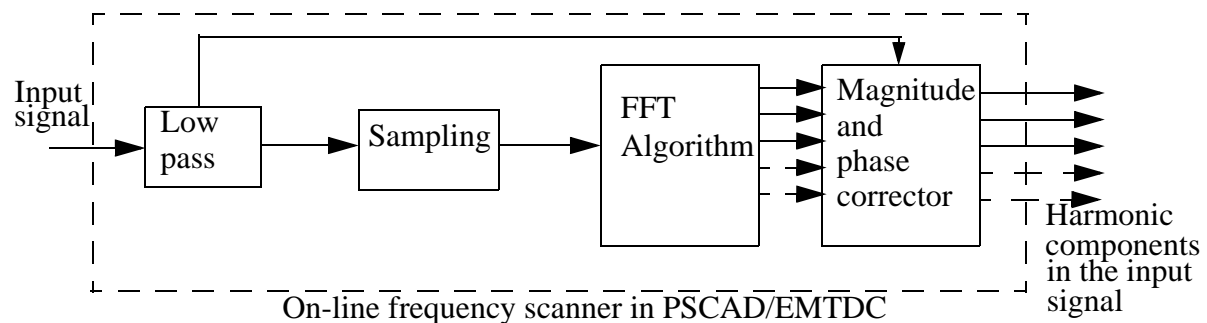 Input
signal
Low
pass
Sampling
FFT
Algorithm
Magnitude
and
phase
corrector
Harmonic
components
in the input
signal
On-line frequency scanner in PSCAD/EMTDC